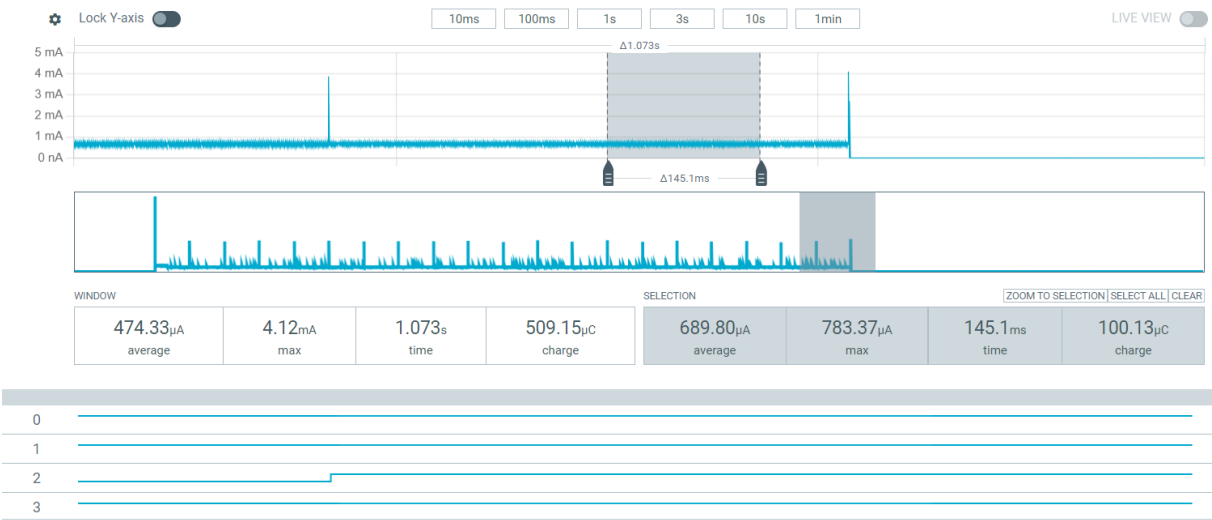 Lock Y-axis 10ms 100ms 1s 3s 10s 1min LIVE VIEW
Δ1.073s
5 mA
4 mA
3 mA
2 mA
1 mA
0 nA
Δ145.1ms
WINDOW SELECTION ZOOM TO SELECTION SELECT ALL CLEAR
474.33µA 4.12mA 1.073s 509.15µC 689.80µA 783.37µA 145.1ms 100.13µC
average max time charge average max time charge
0
1
2
3